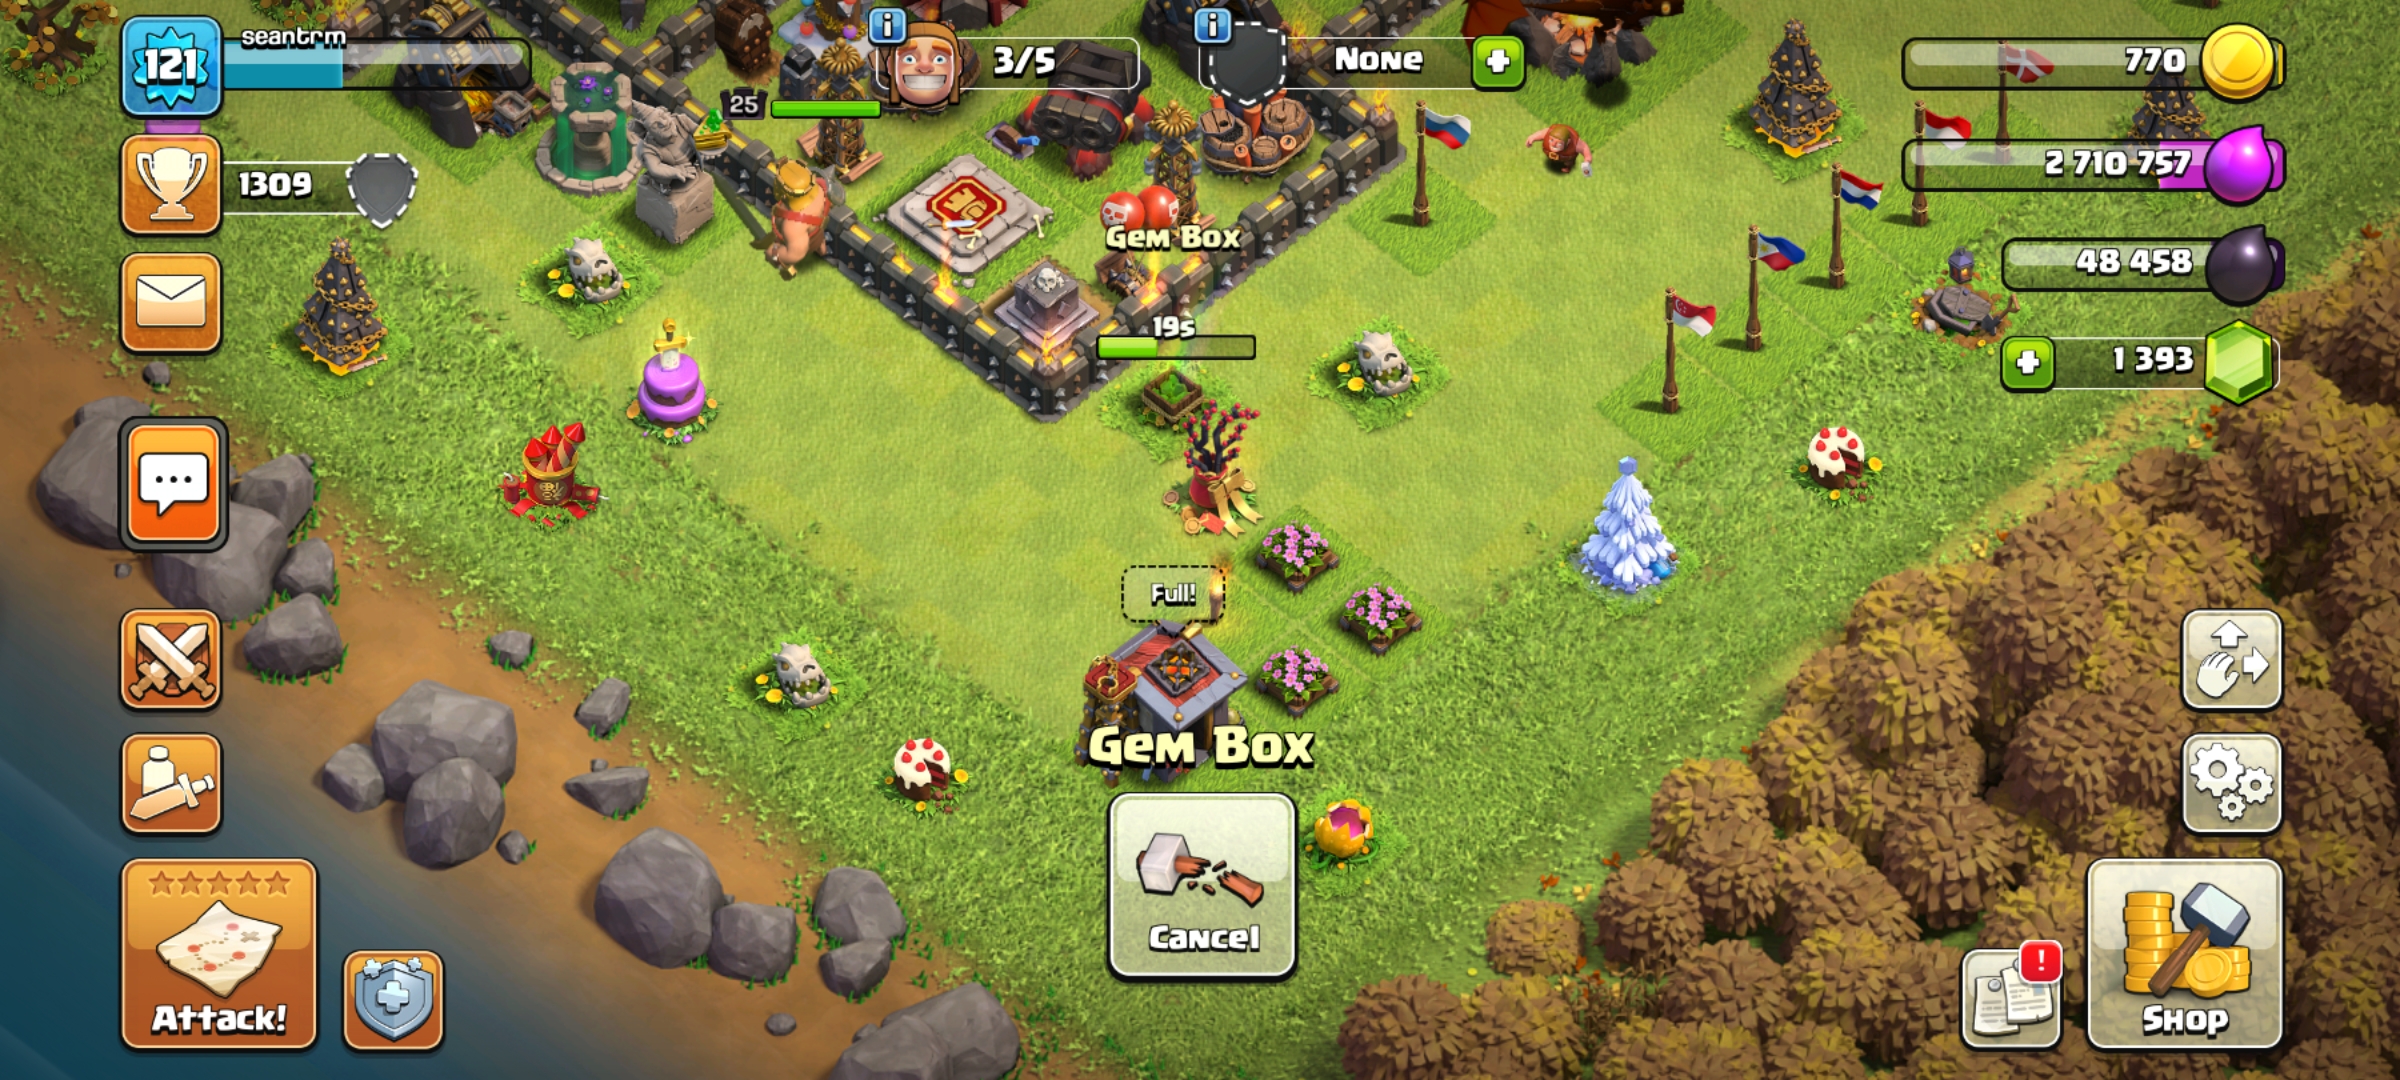 seantrm
121
3/5
None
770
25
2 710 757
1309
Gem Box
48 458
19s
1 393
Full!
Gem Box
Cancel
Attack!
!
Shop